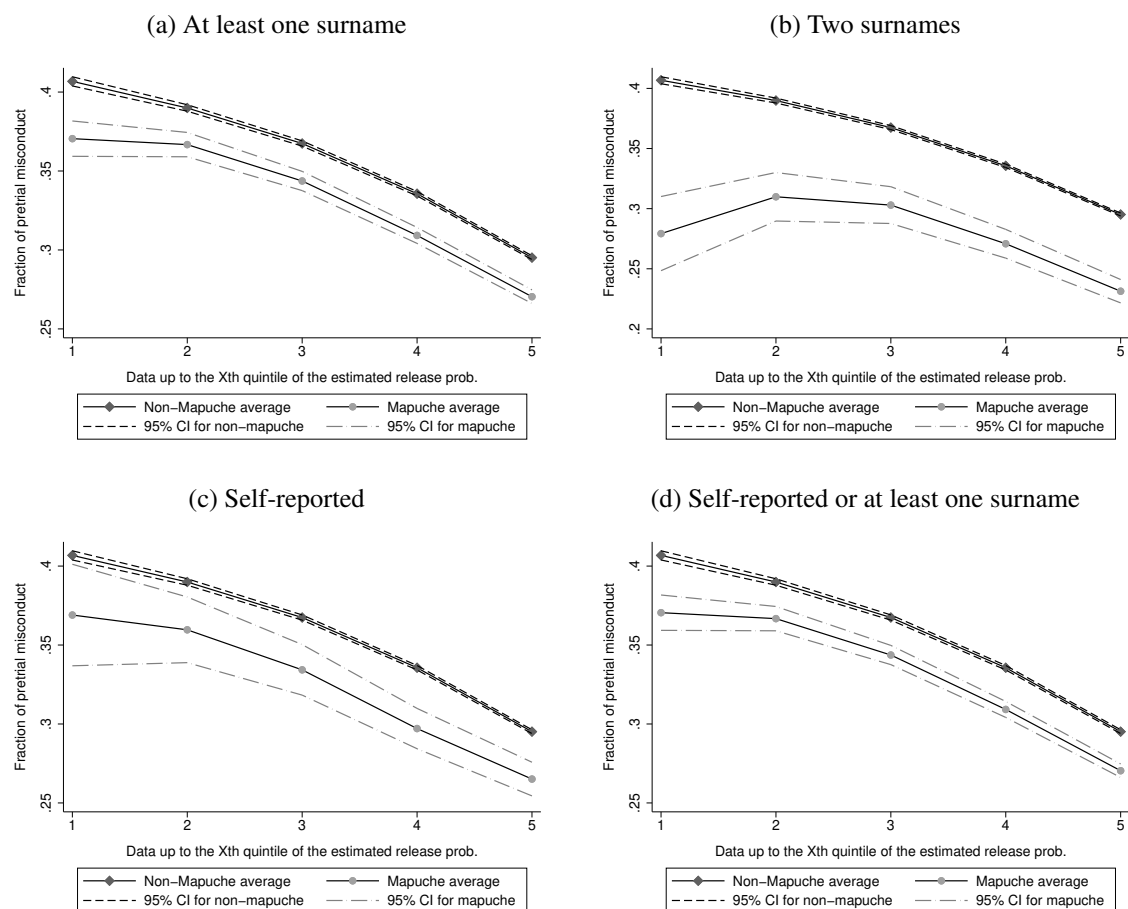 (a) At least one surname
Fraction of pretrial misconduct
.4
.35
.3
.25
1 2 3 4 5
Data up to the Xth quintile of the estimated release prob.
Non−Mapuche average Mapuche average
95% CI for non−mapuche 95% CI for mapuche
(b) Two surnames
Fraction of pretrial misconduct
.4
.35
.3
.25
.2
1 2 3 4 5
Data up to the Xth quintile of the estimated release prob.
Non−Mapuche average Mapuche average
95% CI for non−mapuche 95% CI for mapuche
(c) Self-reported
Fraction of pretrial misconduct
.4
.35
.3
.25
1 2 3 4 5
Data up to the Xth quintile of the estimated release prob.
Non−Mapuche average Mapuche average
95% CI for non−mapuche 95% CI for mapuche
(d) Self-reported or at least one surname
Fraction of pretrial misconduct
.4
.35
.3
.25
1 2 3 4 5
Data up to the Xth quintile of the estimated release prob.
Non−Mapuche average Mapuche average
95% CI for non−mapuche 95% CI for mapuche